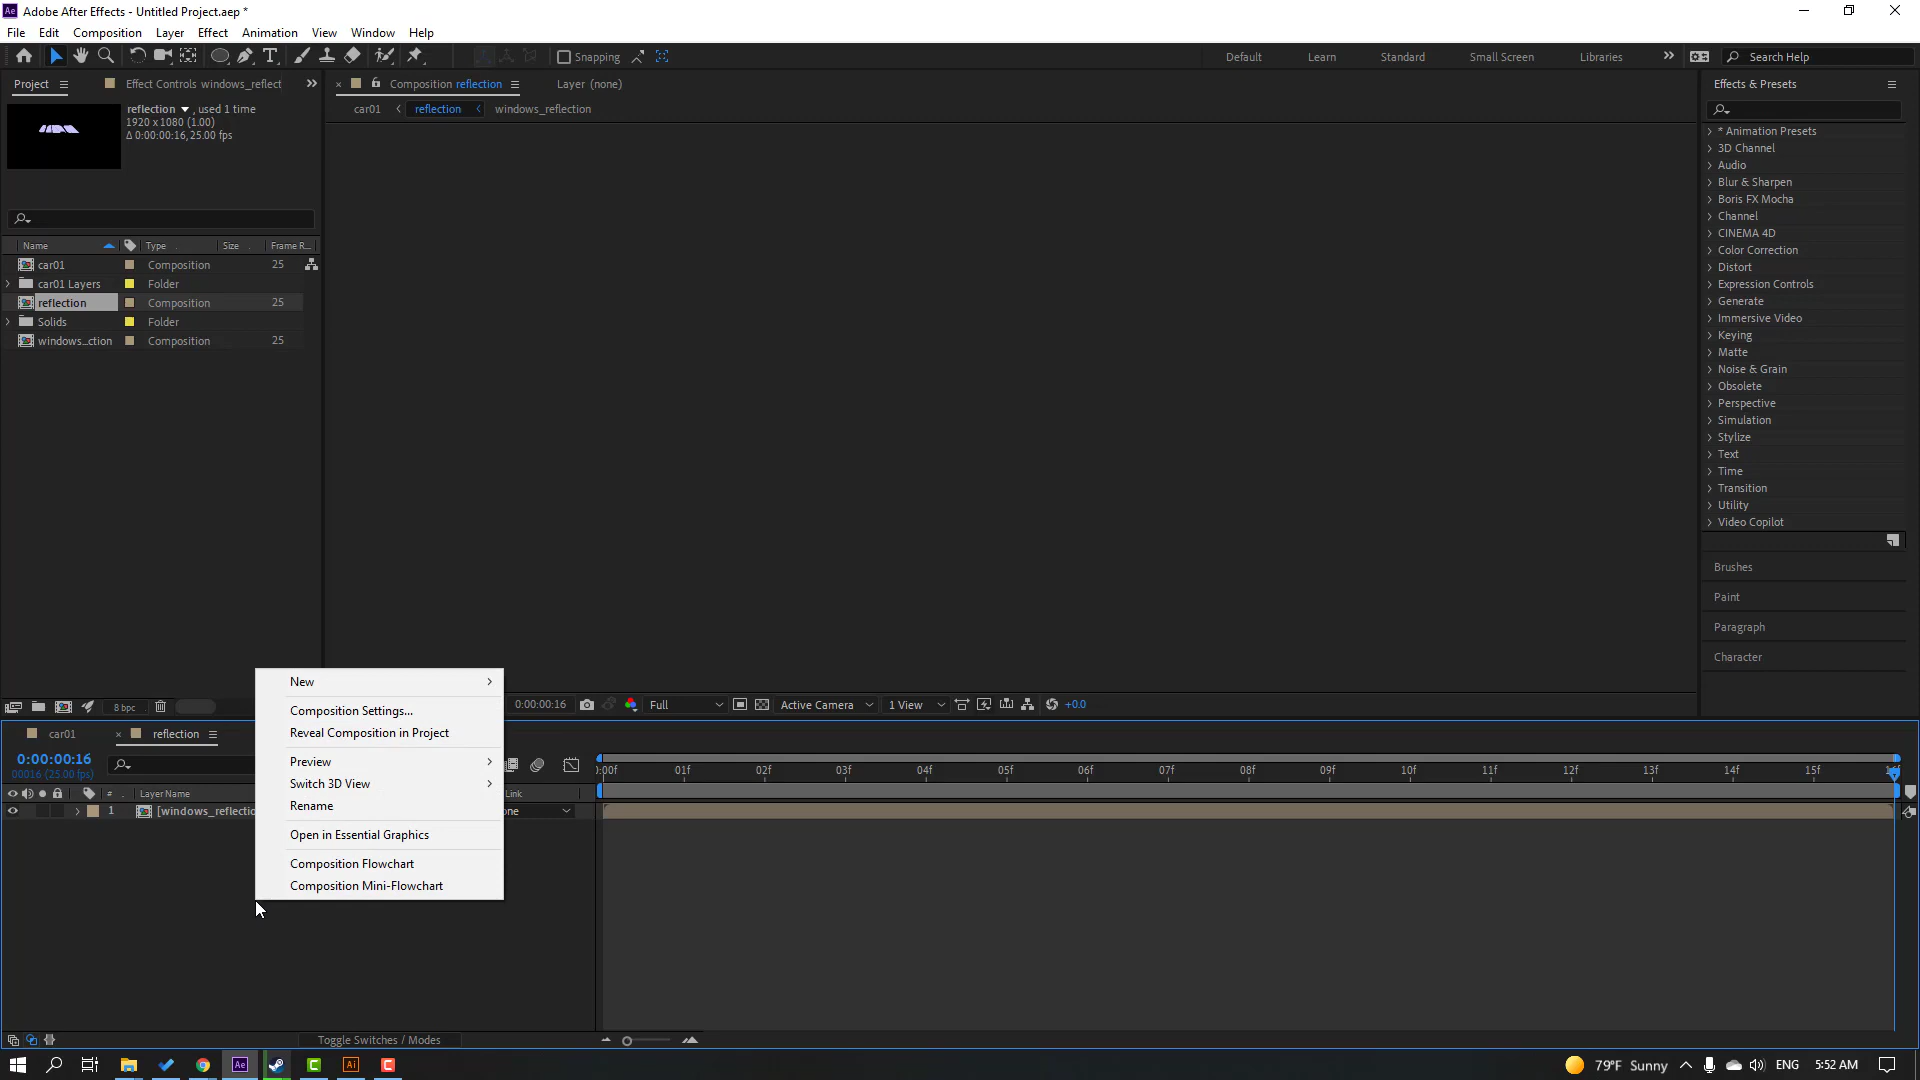 Adobe After Effects - Untitled Project.aep *
File Edit Composition Layer Effect Animation View Window Help
Snapping
Default Learn Standard Small Screen Libraries
Search Help
Project
Effect Controls windows_reflect
Composition reflection
Layer (none)
Effects & Presets
reflection , used 1 time
1920 x 1080 (1.00)
Δ 0:00:00:16, 25.00 fps
car01 reflection windows_reflection
Name Type Size Frame R...
car01 Composition 25
car01 Layers Folder
reflection Composition 25
Solids Folder
windows_ction Composition 25
* Animation Presets
3D Channel
Audio
Blur & Sharpen
Boris FX Mocha
Channel
CINEMA 4D
Color Correction
Distort
Expression Controls
Generate
Immersive Video
Keying
Matte
Noise & Grain
Obsolete
Perspective
Simulation
Stylize
Text
Time
Transition
Utility
Video Copilot
Brushes
Paint
Paragraph
Character
8 bpc
0:00:00:16
Full
Active Camera
1 View
+0.0
New
Composition Settings...
Reveal Composition in Project
Preview
Switch 3D View
Rename
Open in Essential Graphics
Composition Flowchart
Composition Mini-Flowchart
car01
reflection
0:00:00:16
00016 (25.00 fps)
# Layer Name
Link
1 [windows_reflectio
one
:00f 01f 02f 03f 04f 05f 06f 07f 08f 09f 10f 11f 12f 13f 14f 15f
Toggle Switches / Modes
79°F Sunny
ENG
5:52 AM